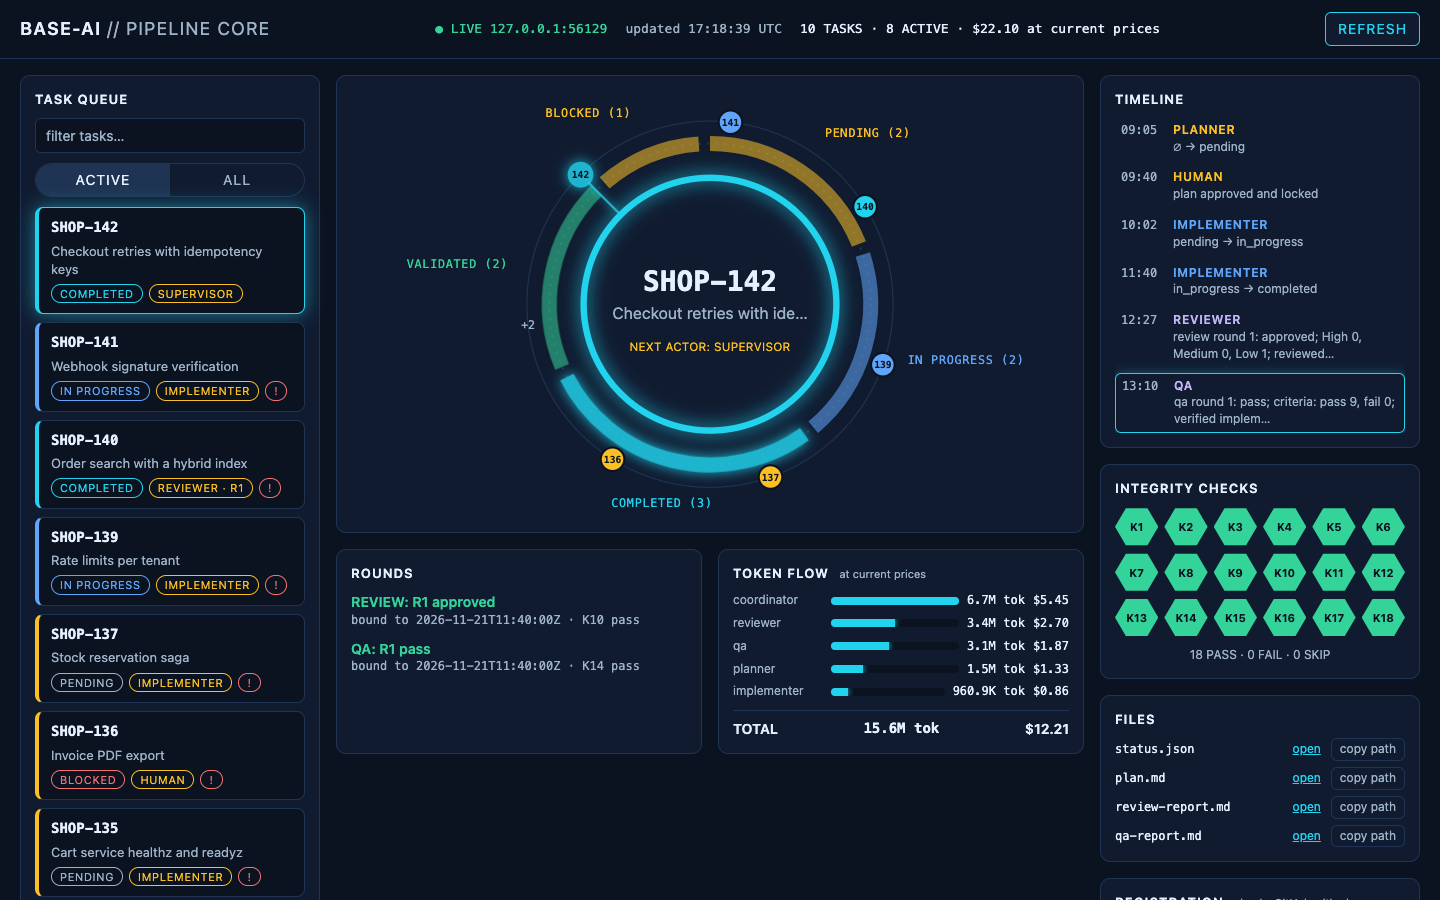 BASE-AI // PIPELINE CORE
● LIVE 127.0.0.1:56129 updated 17:18:39 UTC 10 TASKS · 8 ACTIVE · $22.10 at current prices
REFRESH
TASK QUEUE
filter tasks...
ACTIVE ALL
SHOP-142
Checkout retries with idempotency
keys
COMPLETED SUPERVISOR
SHOP-141
Webhook signature verification
IN PROGRESS IMPLEMENTER !
SHOP-140
Order search with a hybrid index
COMPLETED REVIEWER · R1 !
SHOP-139
Rate limits per tenant
IN PROGRESS IMPLEMENTER !
SHOP-137
Stock reservation saga
PENDING IMPLEMENTER !
SHOP-136
Invoice PDF export
BLOCKED HUMAN !
SHOP-135
Cart service healthz and readyz
PENDING IMPLEMENTER !
BLOCKED (1)
141
PENDING (2)
142
140
VALIDATED (2)
SHOP-142
Checkout retries with ide...
+2
NEXT ACTOR: SUPERVISOR
139
IN PROGRESS (2)
136
137
COMPLETED (3)
ROUNDS
REVIEW: R1 approved
bound to 2026-11-21T11:40:00Z · K10 pass
QA: R1 pass
bound to 2026-11-21T11:40:00Z · K14 pass
TOKEN FLOW at current prices
coordinator 6.7M tok $5.45
reviewer 3.4M tok $2.70
qa 3.1M tok $1.87
planner 1.5M tok $1.33
implementer 960.9K tok $0.86
TOTAL 15.6M tok $12.21
TIMELINE
09:05 PLANNER
∅ → pending
09:40 HUMAN
plan approved and locked
10:02 IMPLEMENTER
pending → in_progress
11:40 IMPLEMENTER
in_progress → completed
12:27 REVIEWER
review round 1: approved; High 0,
Medium 0, Low 1; reviewed...
13:10 QA
qa round 1: pass; criteria: pass 9, fail 0;
verified implem...
INTEGRITY CHECKS
K1 K2 K3 K4 K5 K6
K7 K8 K9 K10 K11 K12
K13 K14 K15 K16 K17 K18
18 PASS · 0 FAIL · 0 SKIP
FILES
status.json open copy path
plan.md open copy path
review-report.md open copy path
qa-report.md open copy path